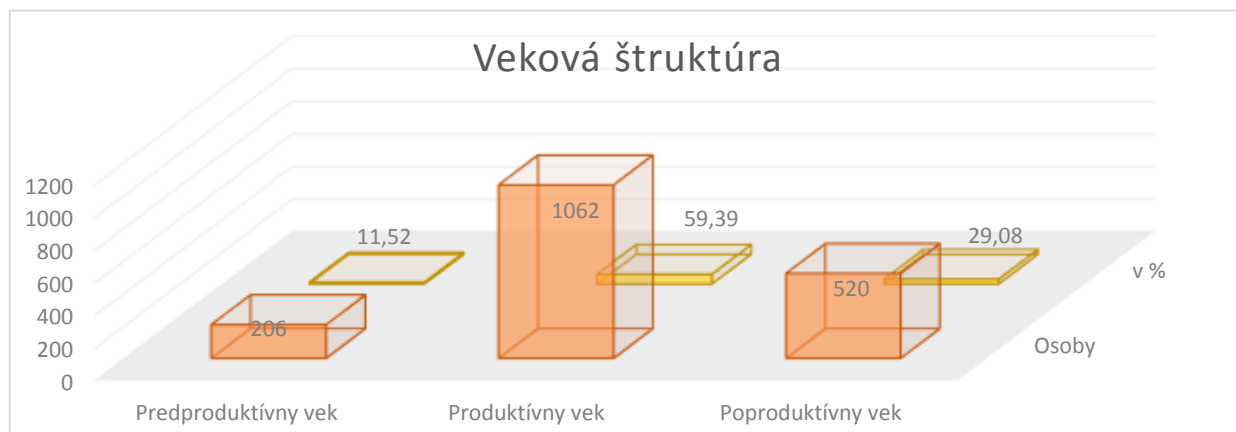 Veková štruktúra
1200
1000
800
600
400
200
0
206
1062
520
11,52
59,39
29,08
v %
Osoby
Predproduktívny vek
Produktívny vek
Poproduktívny vek